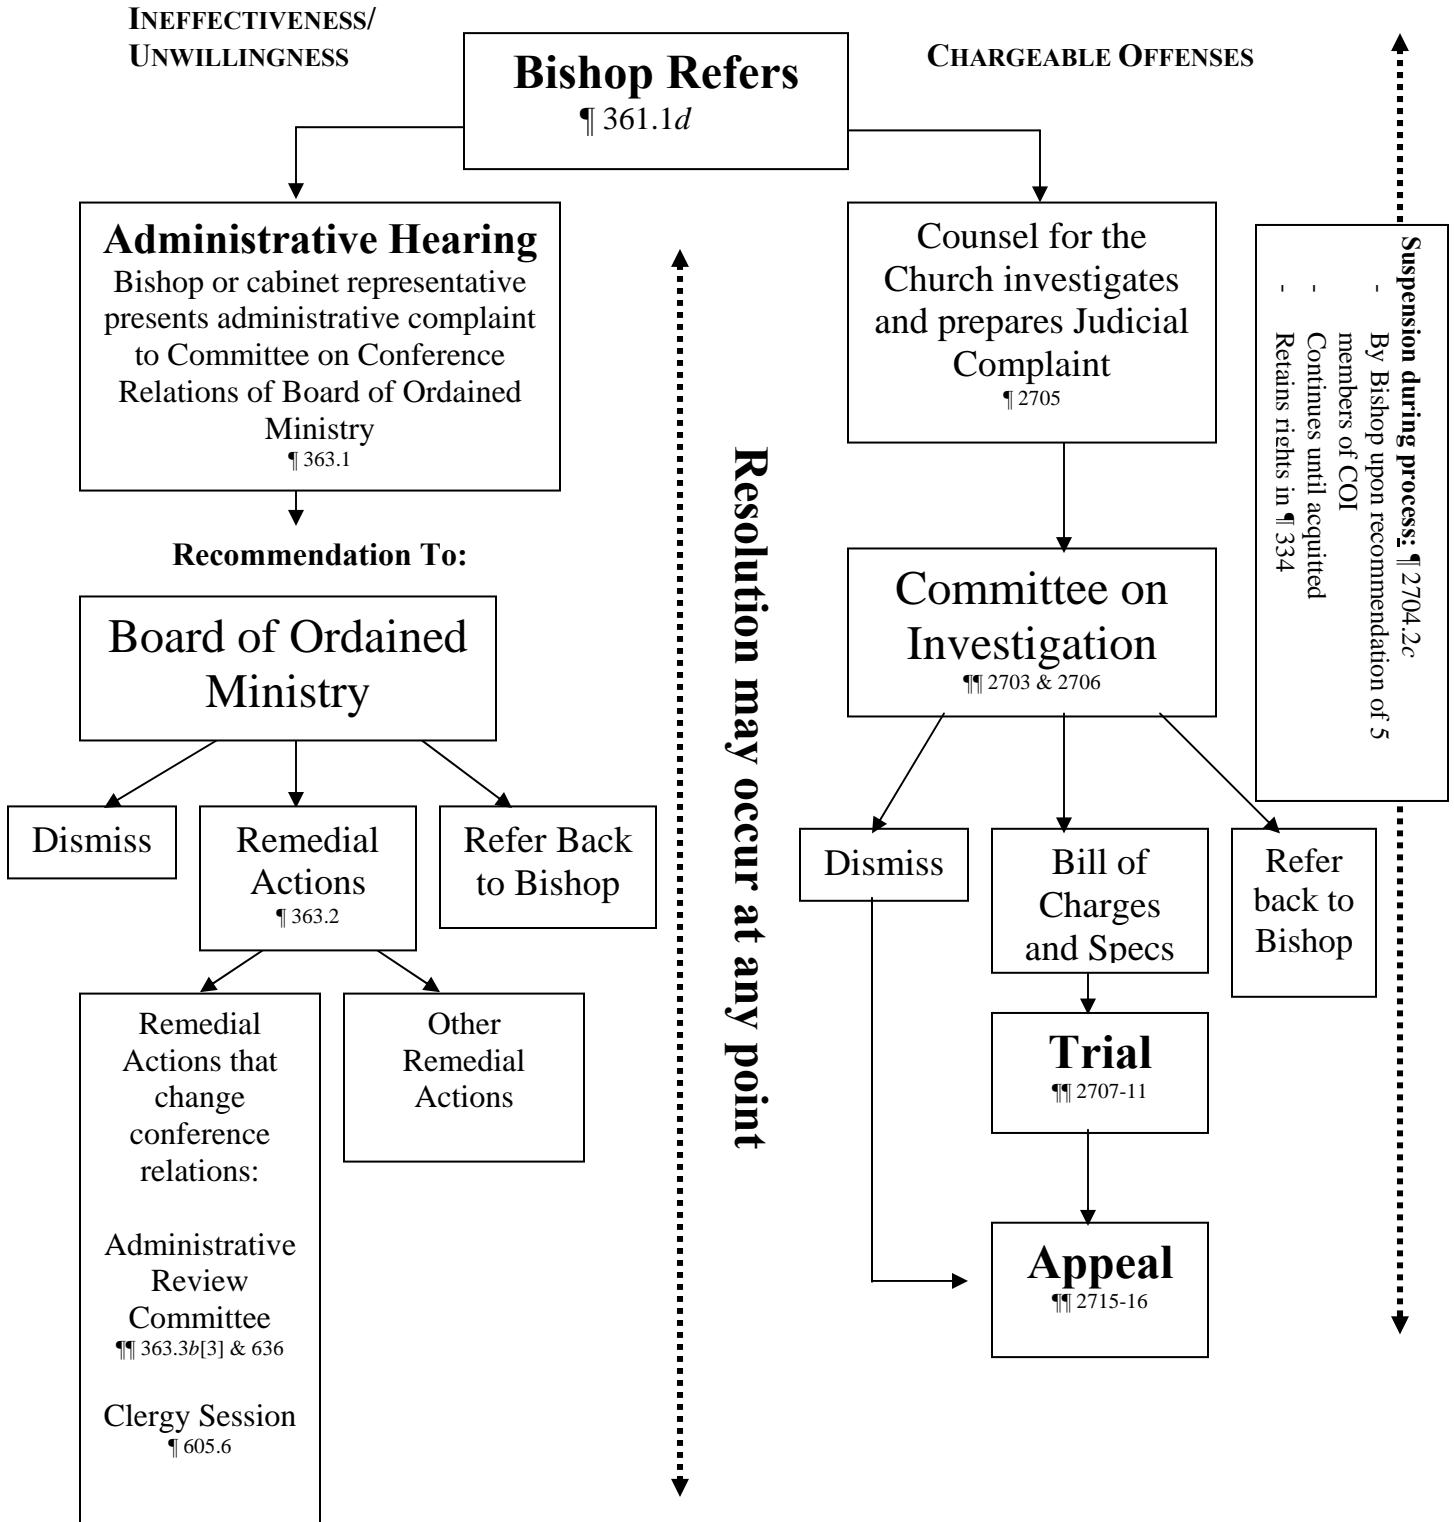 INEFFECTIVENESS/
UNWILLINGNESS
Bishop Refers
¶ 361.1d
CHARGEABLE OFFENSES
Administrative Hearing
Bishop or cabinet representative
presents administrative complaint
to Committee on Conference
Relations of Board of Ordained
Ministry
¶ 363.1
Recommendation To:
Board of Ordained
Ministry
Dismiss
Remedial
Actions
¶ 363.2
Refer Back
to Bishop
Remedial
Actions that
change
conference
relations:
Administrative
Review
Committee
¶¶ 363.3b[3] & 636
Clergy Session
¶ 605.6
Other
Remedial
Actions
Resolution may occur at any point
Counsel for the
Church investigates
and prepares Judicial
Complaint
¶ 2705
Committee on
Investigation
¶¶ 2703 & 2706
Dismiss
Bill of
Charges
and Specs
Refer
back to
Bishop
Trial
¶¶ 2707-11
Appeal
¶¶ 2715-16
Suspension during process: ¶ 2704.2c
- By Bishop upon recommendation of 5
members of COI
- Continues until acquitted
- Retains rights in ¶ 334